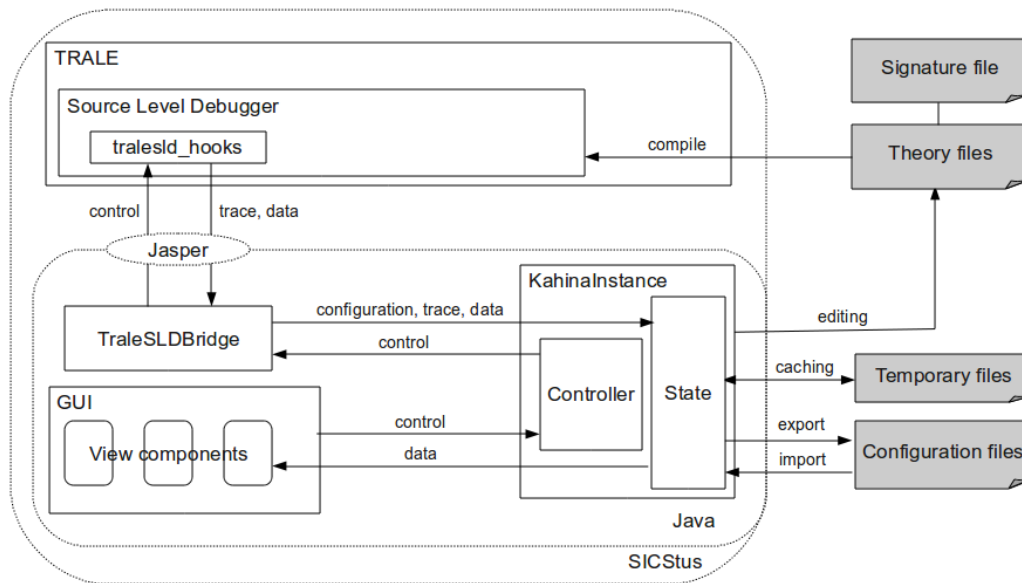 TRALE
Source Level Debugger
tralesld_hooks
Signature file
compile
Theory files
control
trace, data
Jasper
KahinaInstance
configuration, trace, data
TraleSLDBridge
control
editing
GUI
Controller
State
caching
Temporary files
View components
control
export
data
import
Configuration files
Java
SICStus